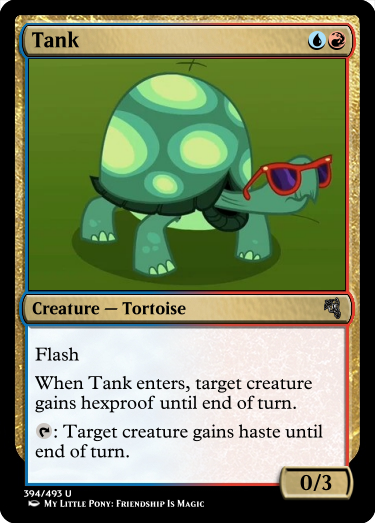 Tank
Creature — Tortoise
Flash
When Tank enters, target creature
gains hexproof until end of turn.
: Target creature gains haste until
end of turn.
0/3
394/493 U
My Little Pony: Friendship Is Magic